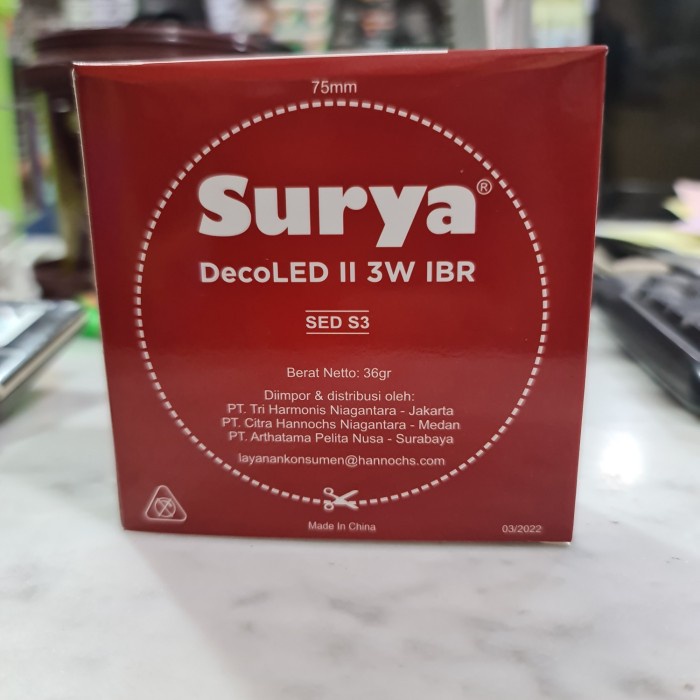 75mm
Surya®
DecoLED II 3W IBR
SED S3
Berat Netto: 36gr
Diimpor & distribusi oleh:
PT. Tri Harmonis Niagantara - Jakarta
PT. Citra Hannochs Niagantara - Medan
PT. Arthatama Pelita Nusa - Surabaya
layanankonsumen@hannochs.com
Made In China
03/2022